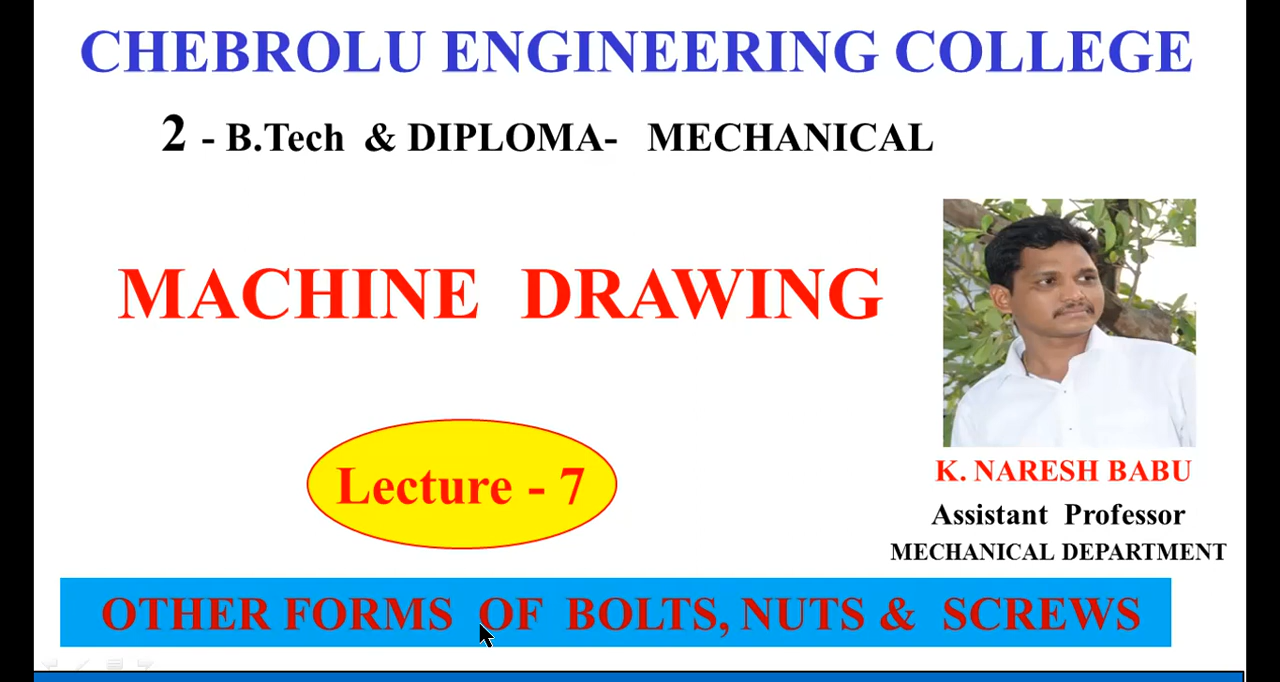 CHEBROLU ENGINEERING COLLEGE
2 - B.Tech & DIPLOMA- MECHANICAL
MACHINE DRAWING
Lecture - 7
K. NARESH BABU
Assistant Professor
MECHANICAL DEPARTMENT
OTHER FORMS OF BOLTS, NUTS & SCREWS